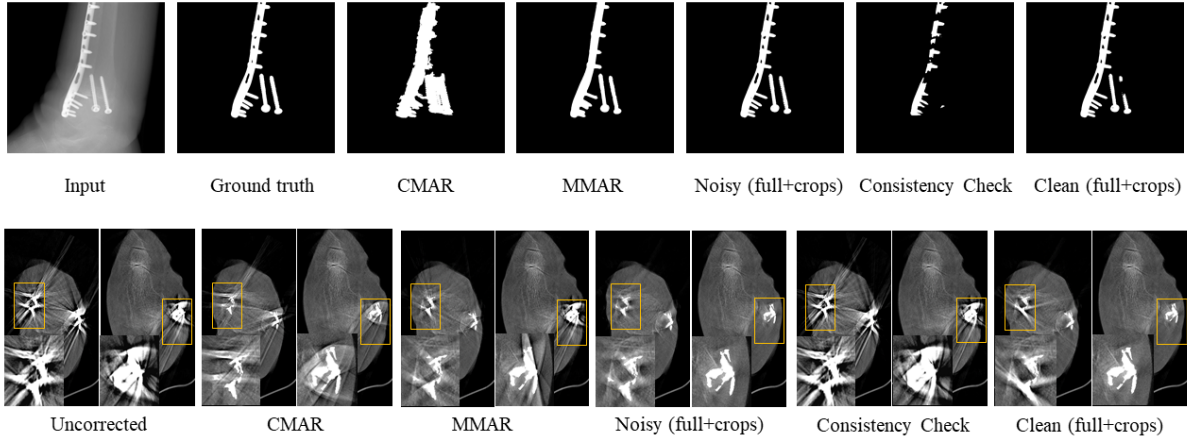 Input Ground truth CMAR MMAR Noisy (full+crops) Consistency Check Clean (full+crops)
Uncorrected CMAR MMAR Noisy (full+crops) Consistency Check Clean (full+crops)